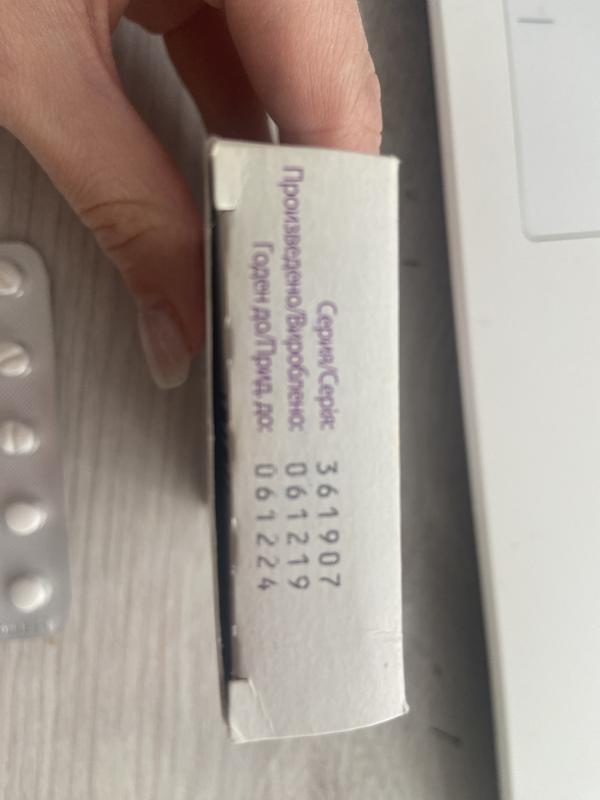 Серия/Серія: 361907
Произведено/Вироблено: 061219
Годен до/Прид. до: 061224